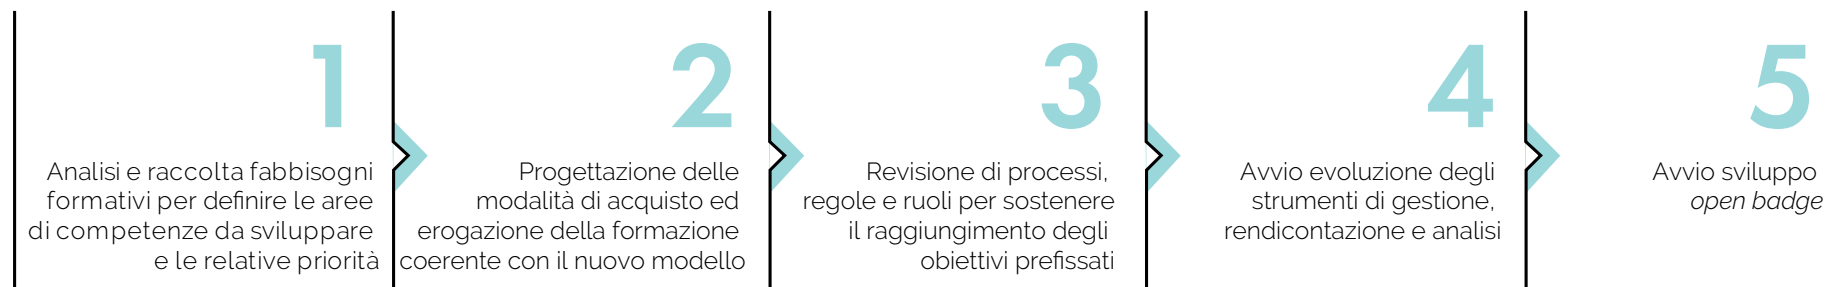 1
Analisi e raccolta fabbisogni
formativi per definire le aree
di competenze da sviluppare
e le relative priorità
2
Progettazione delle
modalità di acquisto ed
erogazione della formazione
coerente con il nuovo modello
3
Revisione di processi,
regole e ruoli per sostenere
il raggiungimento degli
obiettivi prefissati
4
Avvio evoluzione degli
strumenti di gestione,
rendicontazione e analisi
5
Avvio sviluppo
open badge